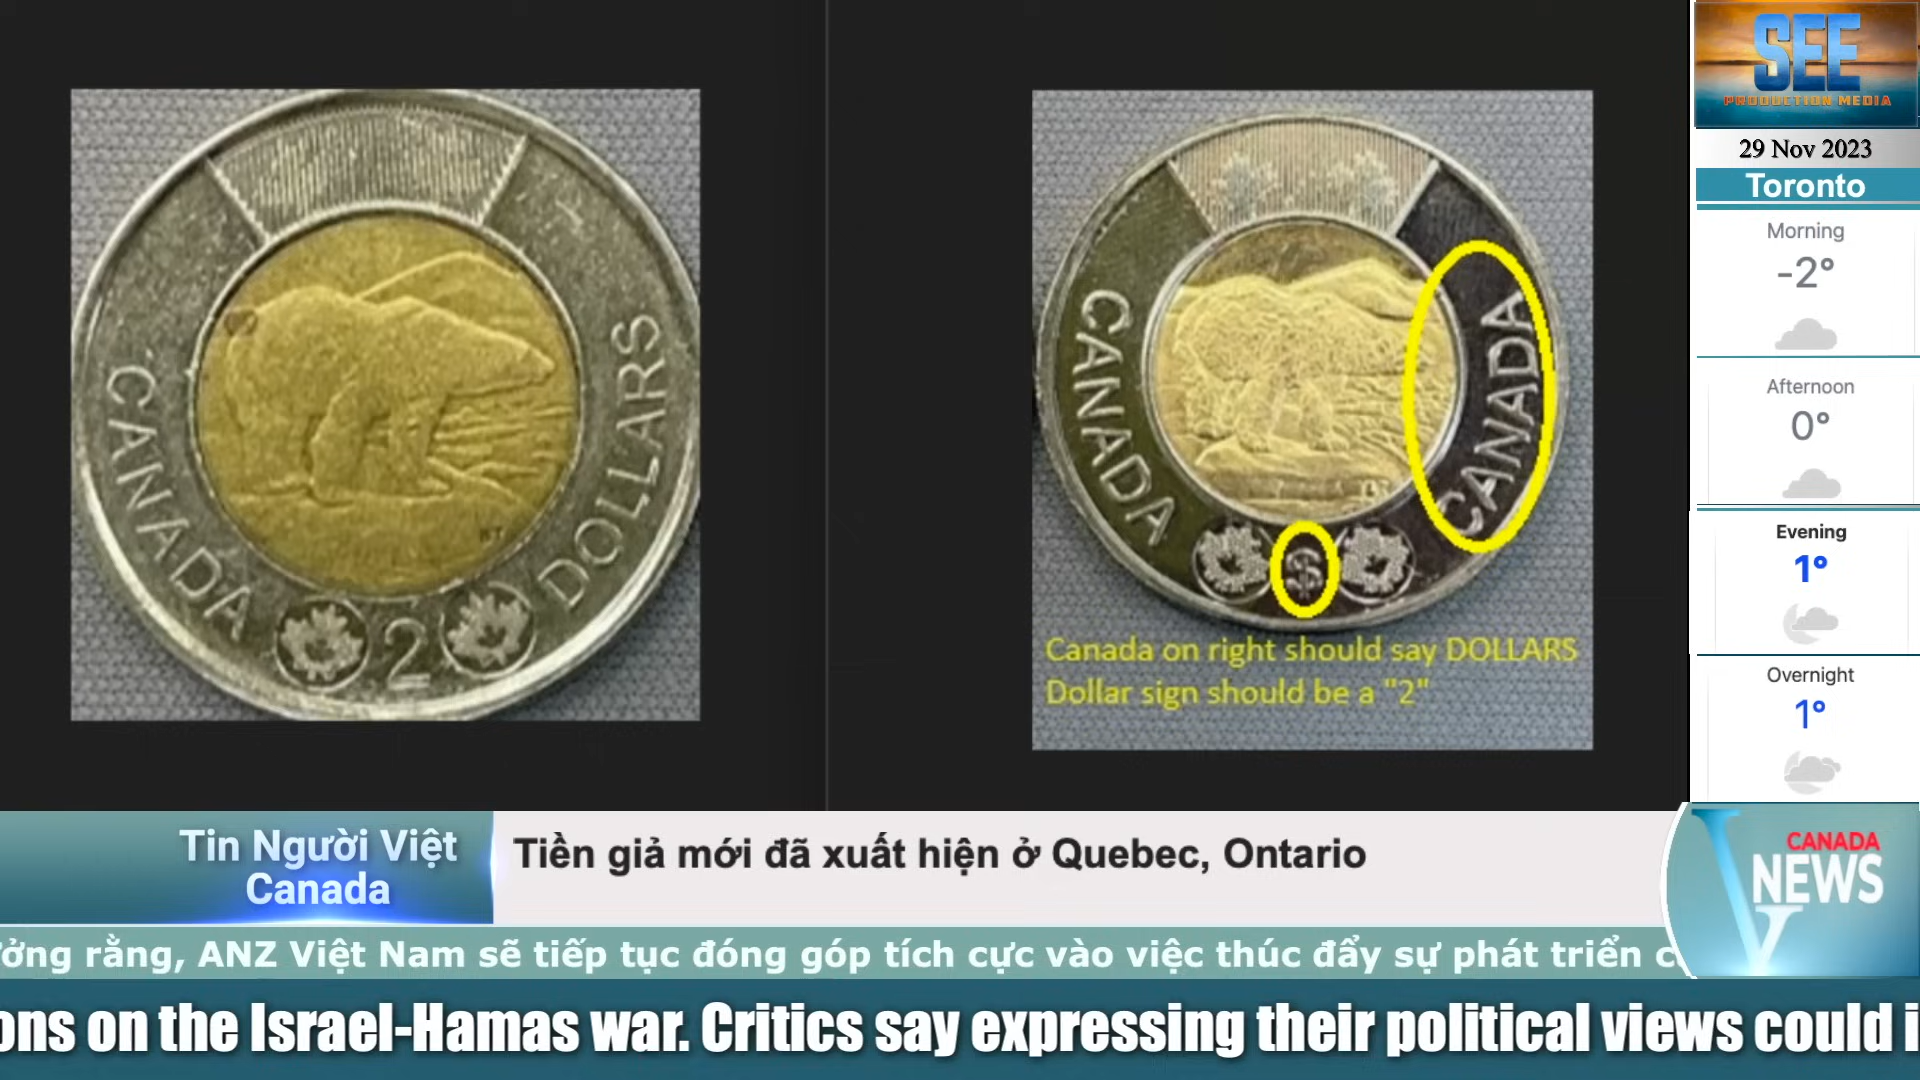 CANADA
2
DOLLARS
CANADA
$
CANADA
Canada on right should say DOLLARS
Dollar sign should be a "2"
SEE
PRODUCTION MEDIA
29 Nov 2023
Toronto
Morning
-2°
Afternoon
0°
Evening
1°
Overnight
1°
Tin Người Việt
Canada
Tiền giả mới đã xuất hiện ở Quebec, Ontario
CANADA
V NEWS
rằng, ANZ Việt Nam sẽ tiếp tục đóng góp tích cực vào việc thúc đẩy sự phát triển
ons on the Israel-Hamas war. Critics say expressing their political views could i